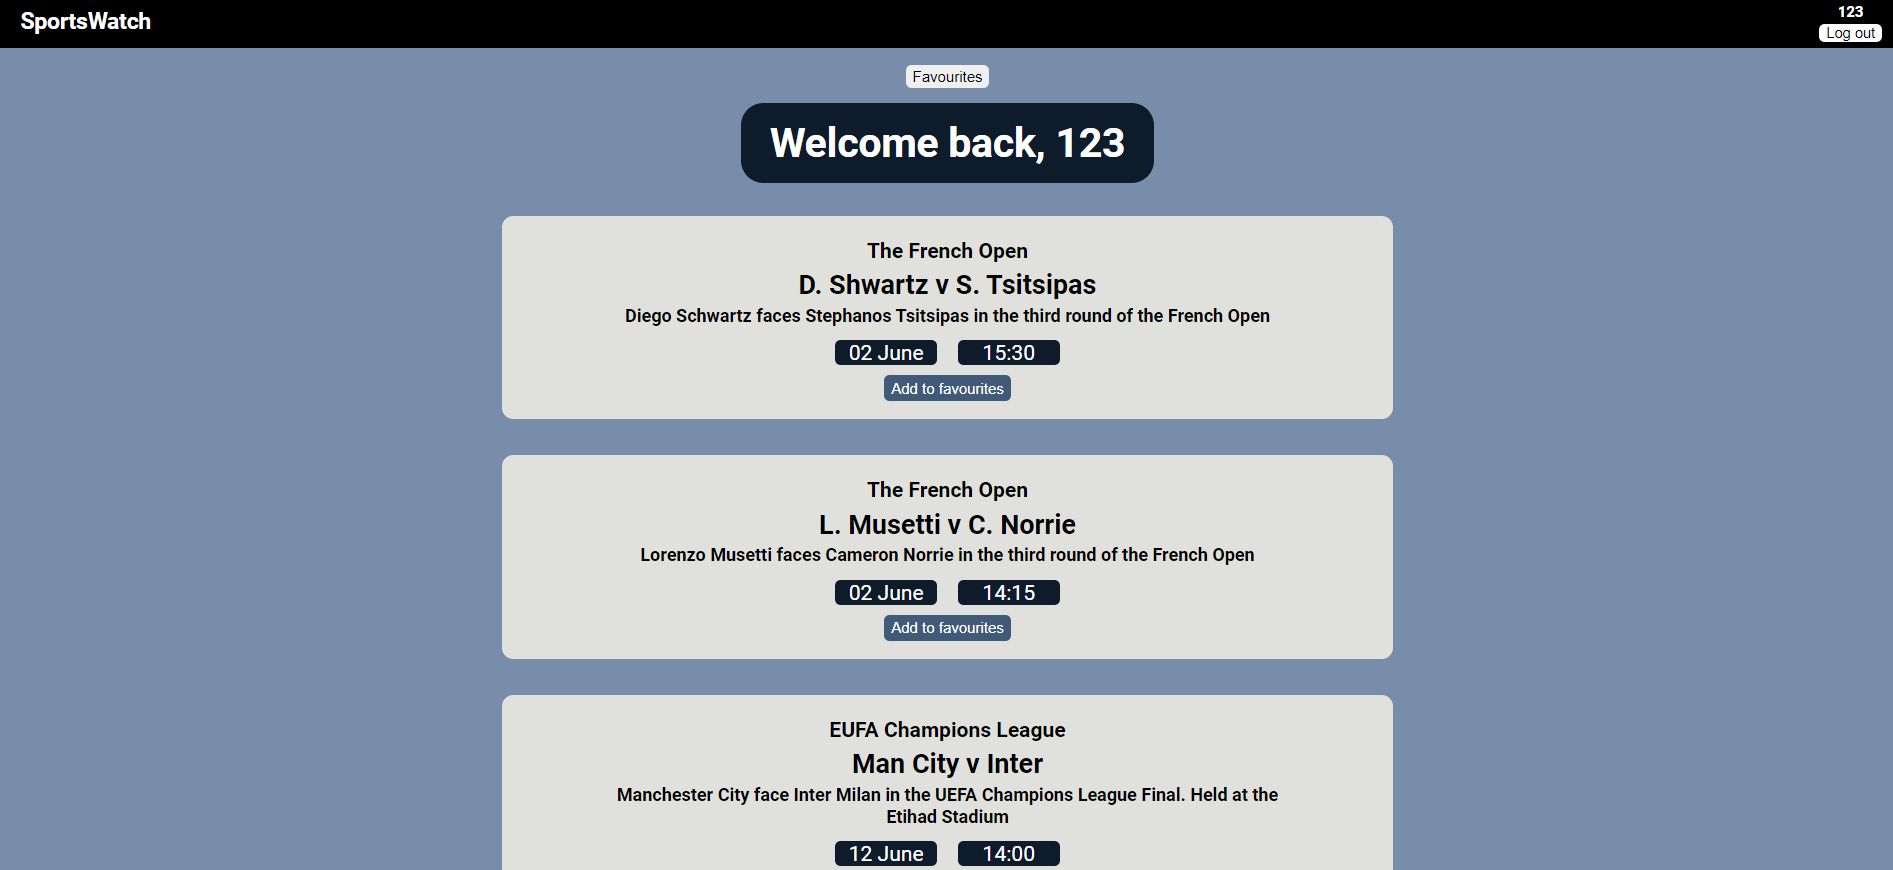 SportsWatch
123
Log out
Favourites
Welcome back, 123
The French Open
D. Shwartz v S. Tsitsipas
Diego Schwartz faces Stephanos Tsitsipas in the third round of the French Open
02 June 15:30
Add to favourites
The French Open
L. Musetti v C. Norrie
Lorenzo Musetti faces Cameron Norrie in the third round of the French Open
02 June 14:15
Add to favourites
EUFA Champions League
Man City v Inter
Manchester City face Inter Milan in the UEFA Champions League Final. Held at the
Etihad Stadium
12 June 14:00